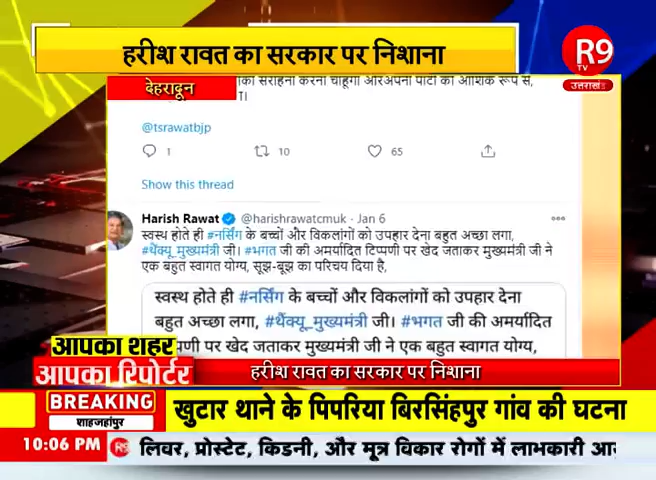 हरीश रावत का सरकार पर निशाना
R9
TV
उत्तराखंड
देहरादून
सराहना करना चाहूंगा और अपनी पार्टी को आंशिक रूप से,
@tsrawatbjp
1 10 65
Show this thread
Harish Rawat @harishrawatcmuk · Jan 6
स्वस्थ होते ही #नर्सिंग के बच्चों और विकलांगों को उपहार देना बहुत अच्छा लगा,
#थैंक्यू_मुख्यमंत्री जी। #भगत जी की अमर्यादित टिप्पणी पर खेद जताकर मुख्यमंत्री जी ने
एक बहुत स्वागत योग्य, सूझ-बूझ का परिचय दिया है,
स्वस्थ होते ही #नर्सिंग के बच्चों और विकलांगों को उपहार देना
बहुत अच्छा लगा, #थैंक्यू_मुख्यमंत्री जी। #भगत जी की अमर्यादित
पर खेद जताकर मुख्यमंत्री जी ने एक बहुत स्वागत योग्य,
आपका शहर
आपका रिपोर्टर
हरीश रावत का सरकार पर निशाना
BREAKING
शाहजहांपुर
खुटार थाने के पिपरिया बिरसिंहपुर गांव की घटना
10:06 PM
R9
लिवर, प्रोस्टेट, किडनी, और मूत्र विकार रोगों में लाभकारी